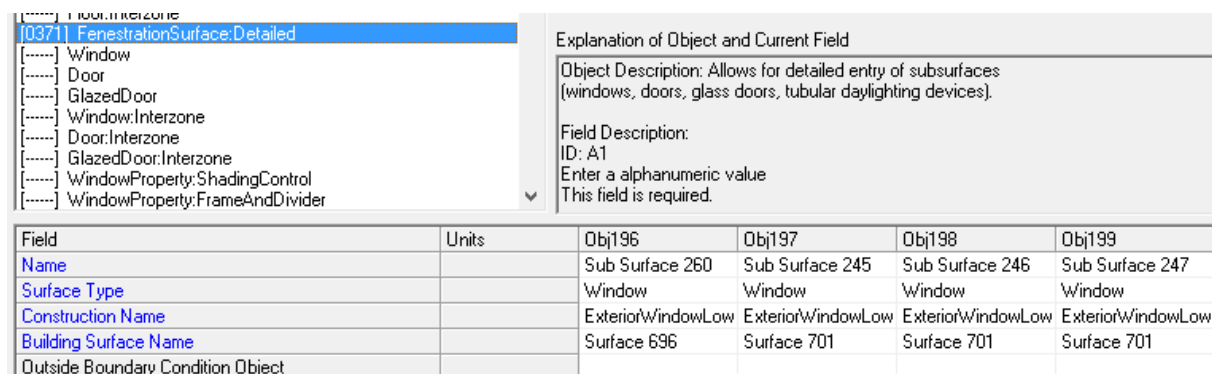 [------] Floor:Interzone
[0371] FenestrationSurface:Detailed
[------] Window
[------] Door
[------] GlazedDoor
[------] Window:Interzone
[------] Door:Interzone
[------] GlazedDoor:Interzone
[------] WindowProperty:ShadingControl
[------] WindowProperty:FrameAndDivider
Explanation of Object and Current Field
Object Description: Allows for detailed entry of subsurfaces
(windows, doors, glass doors, tubular daylighting devices).
Field Description:
ID: A1
Enter a alphanumeric value
This field is required.
Field Units Obj196 Obj197 Obj198 Obj199
Name Sub Surface 260 Sub Surface 245 Sub Surface 246 Sub Surface 247
Surface Type Window Window Window Window
Construction Name ExteriorWindowLow ExteriorWindowLow ExteriorWindowLow ExteriorWindowLow
Building Surface Name Surface 696 Surface 701 Surface 701 Surface 701
Outside Boundary Condition Object